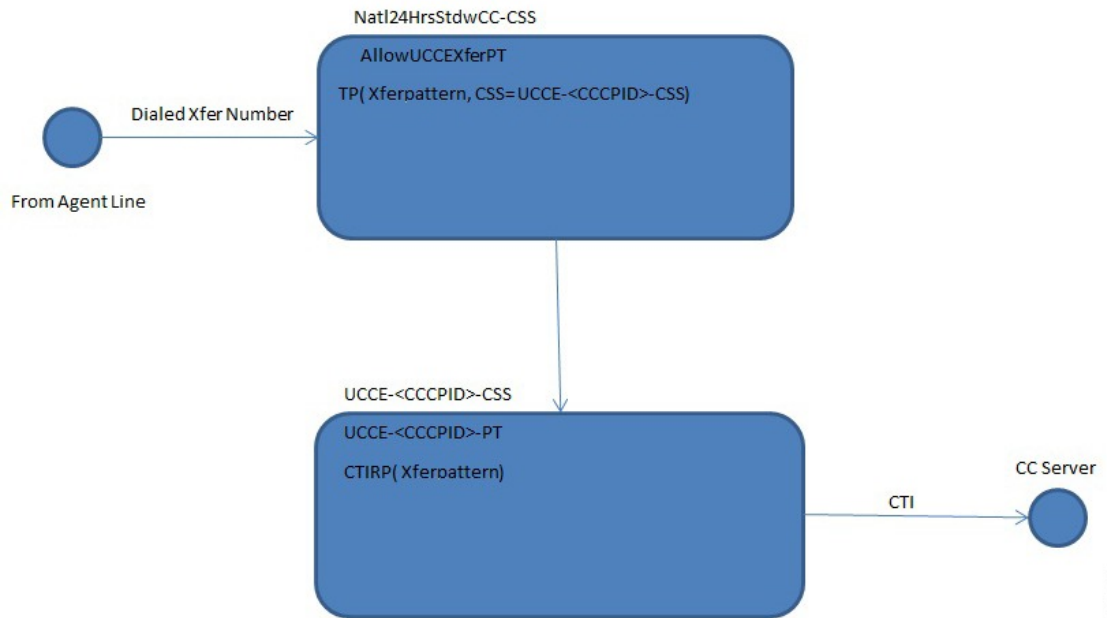 Natl24HrsStdwCC-CSS
AllowUCCEXferPT
TP( Xferpattern, CSS=UCCE-<CCCPID>-CSS)
Dialed Xfer Number
From Agent Line
UCCE-<CCCPID>-CSS
UCCE-<CCCPID>-PT
CTIRP( Xferpattern)
CC Server
CTI